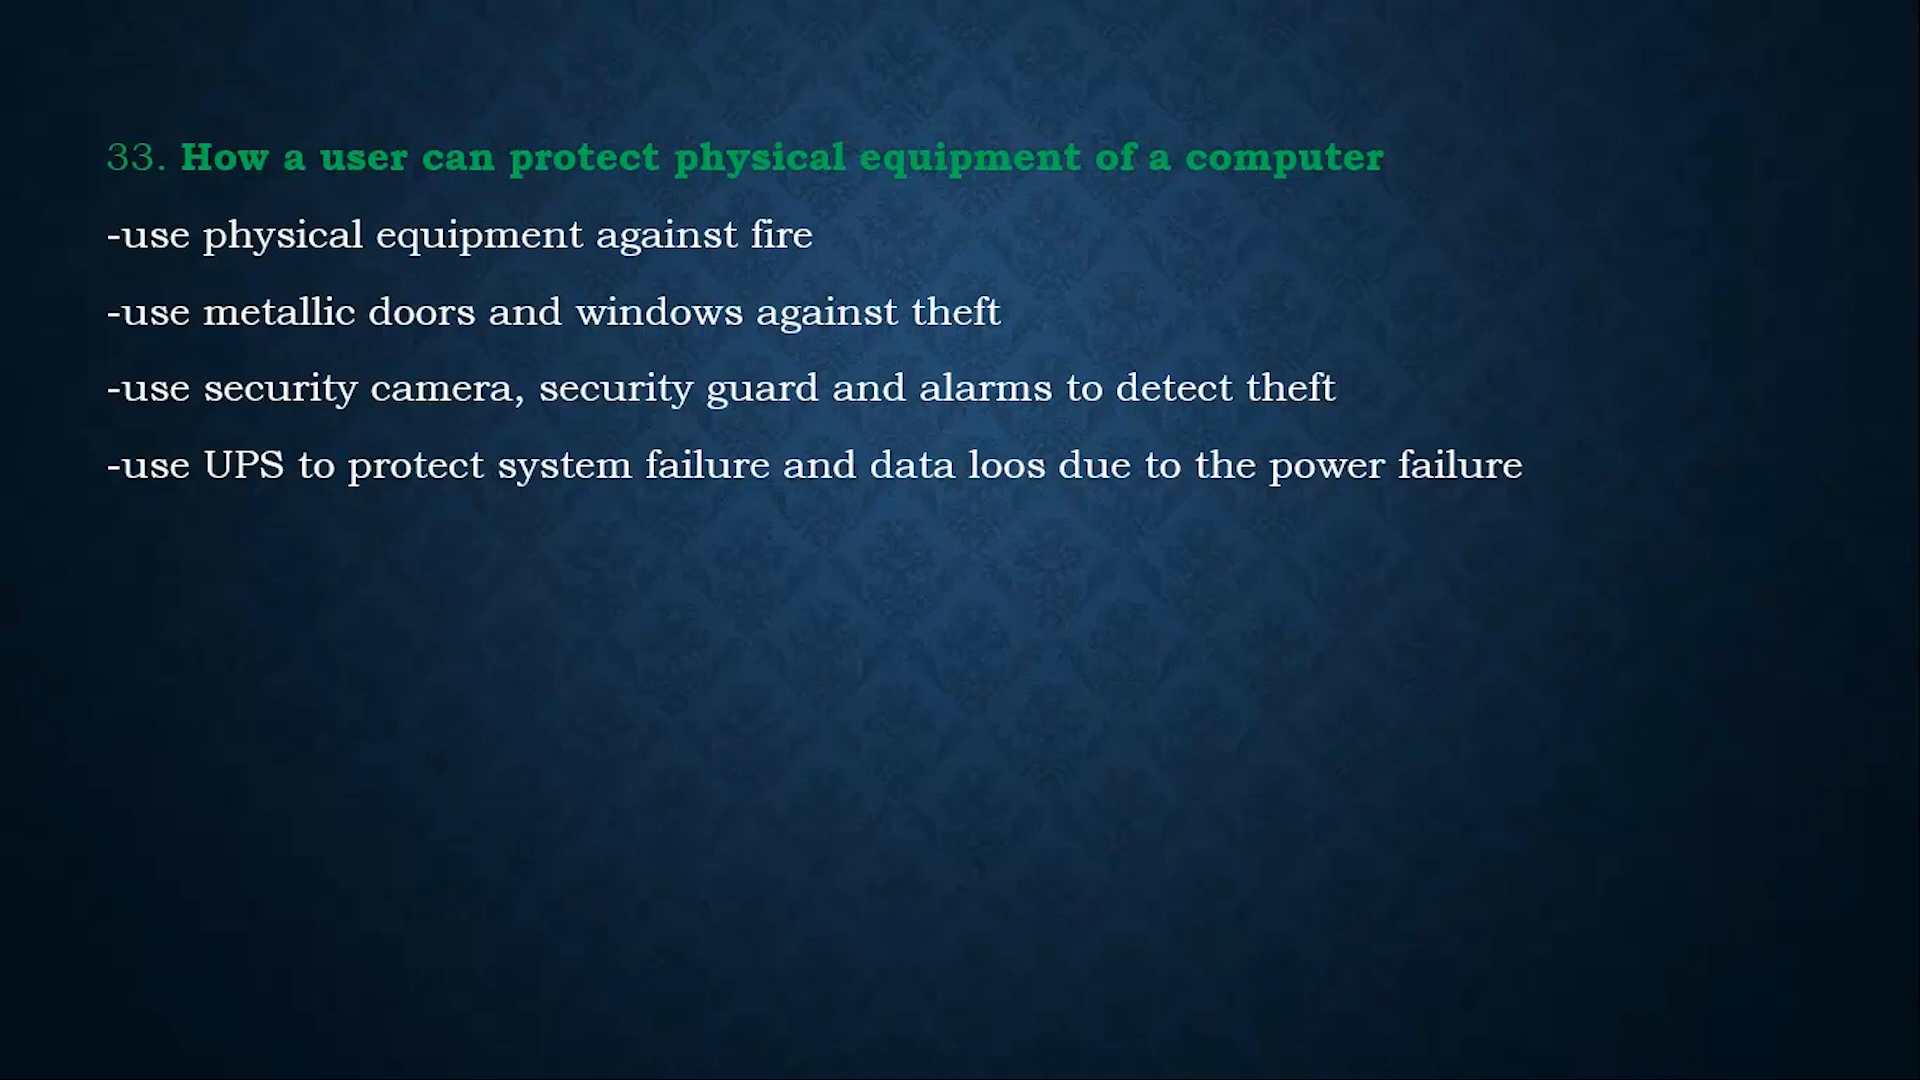 33. How a user can protect physical equipment of a computer
-use physical equipment against fire
-use metallic doors and windows against theft
-use security camera, security guard and alarms to detect theft
-use UPS to protect system failure and data loos due to the power failure